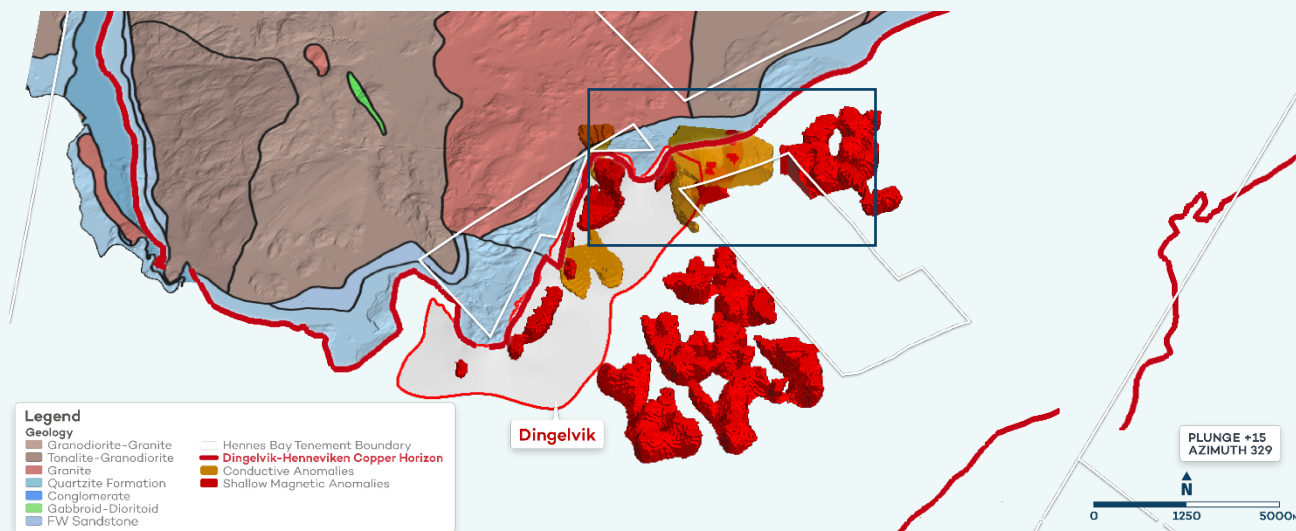 Dingelvik
Legend
Geology
Granodiorite-Granite
Tonalite-Granodiorite
Granite
Quartzite Formation
Conglomerate
Gabbroid-Dioritoid
FW Sandstone
Hennes Bay Tenement Boundary
Dingelvik-Henneviken Copper Horizon
Conductive Anomalies
Shallow Magnetic Anomalies
PLUNGE +15
AZIMUTH 329
N
0 1250 5000m